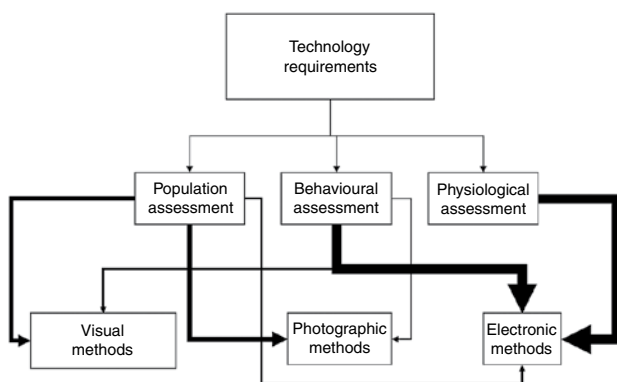 Technology
requirements
Population
assessment
Behavioural
assessment
Physiological
assessment
Visual
methods
Photographic
methods
Electronic
methods